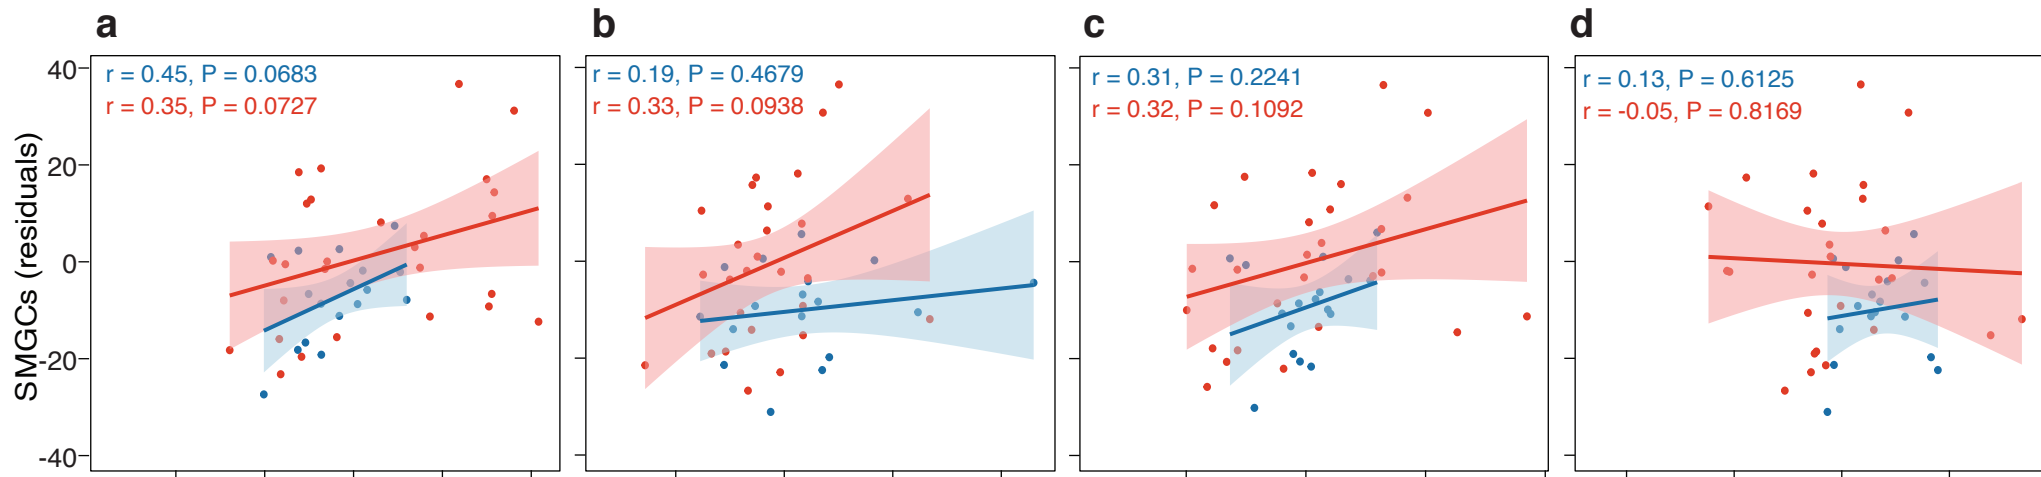 a
b
c
d
r = 0.45, P = 0.0683
r = 0.35, P = 0.0727
r = 0.19, P = 0.4679
r = 0.33, P = 0.0938
r = 0.31, P = 0.2241
r = 0.32, P = 0.1092
r = 0.13, P = 0.6125
r = -0.05, P = 0.8169
SMGCs (residuals)
40
20
0
-20
-40